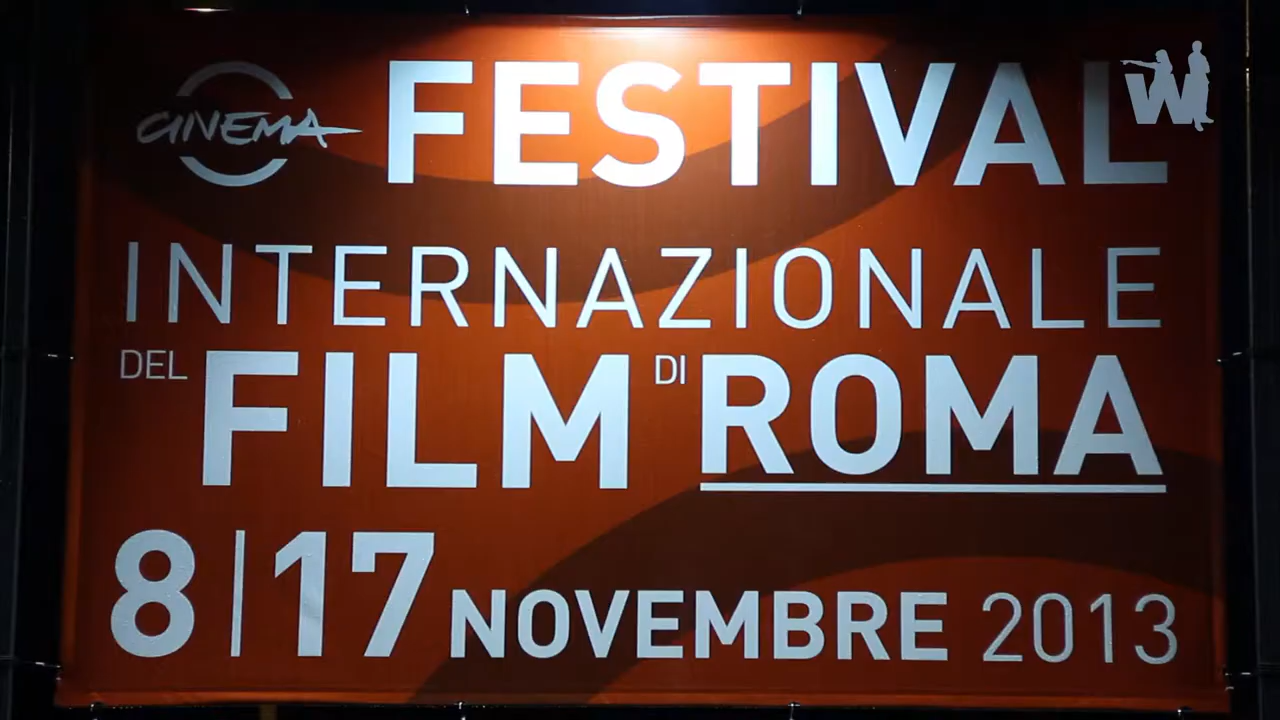 CINEMA FESTIVAL
INTERNAZIONALE
DEL FILM DI ROMA
8|17 NOVEMBRE 2013
W